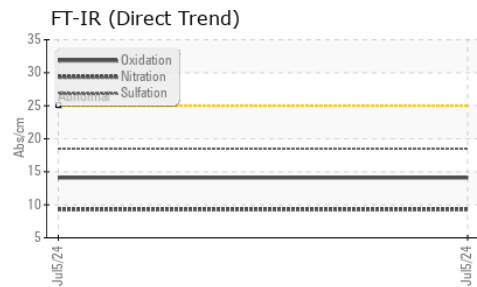 FT-IR (Direct Trend)
35
30
25
20
15
10
5
Abs/cm
Oxidation
Nitration
Sulfation
Abnormal
Jul5/24
Jul5/24